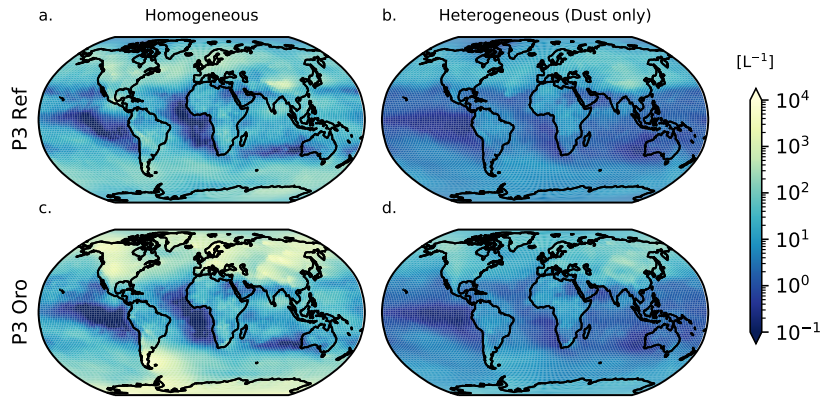 a. Homogeneous
b. Heterogeneous (Dust only)
[L⁻¹]
P3 Ref
10⁴
10³
10²
10¹
10⁰
10⁻¹
c.
d.
P3 Oro